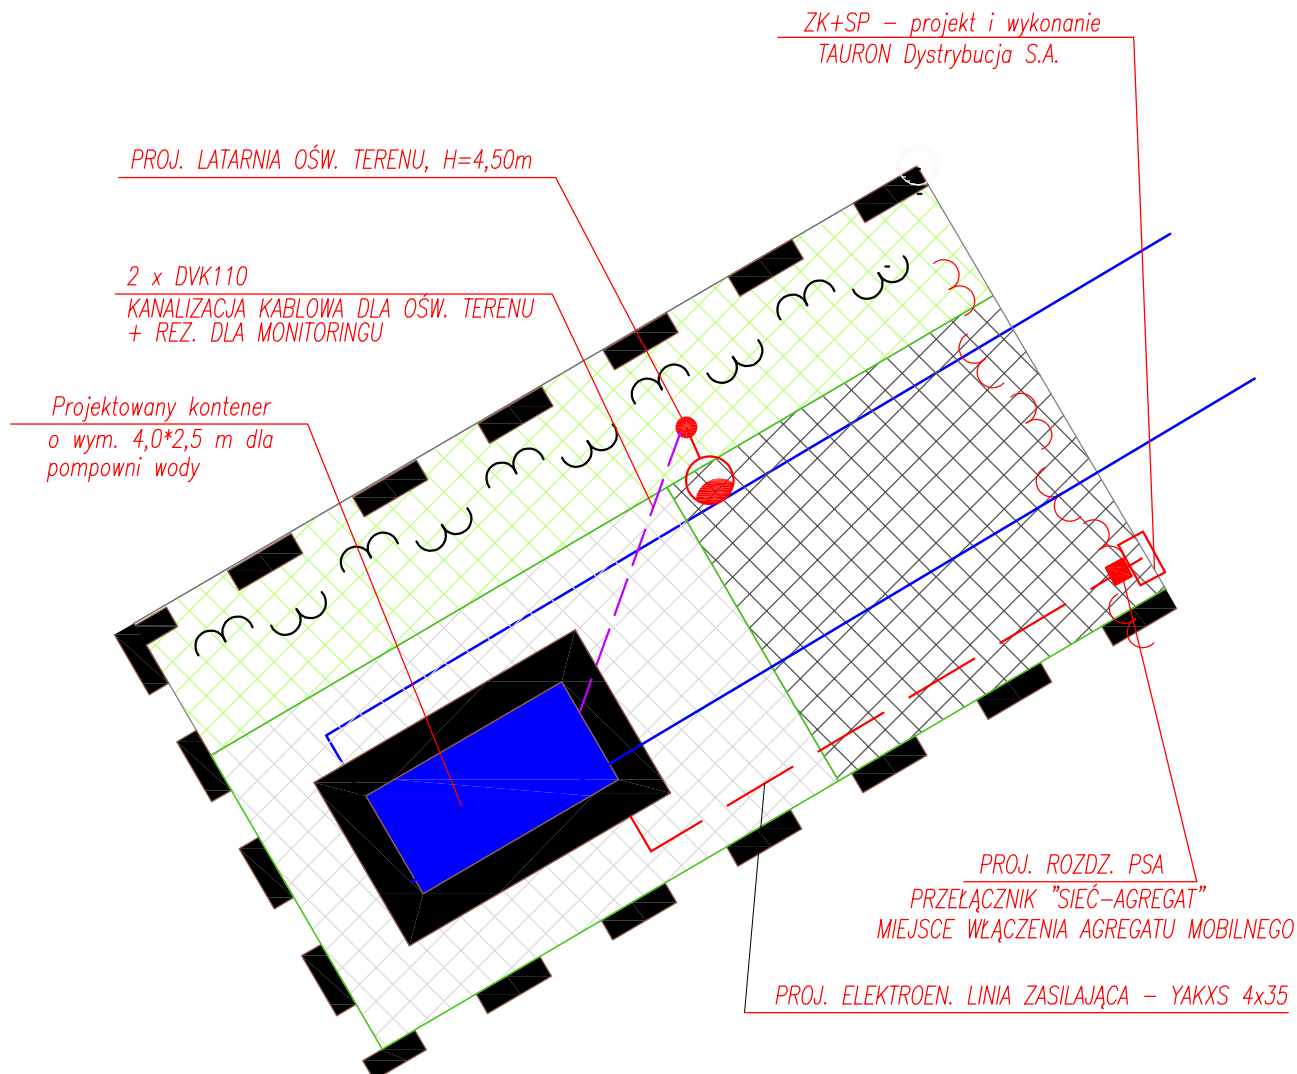 ZK+SP – projekt i wykonanie
TAURON Dystrybucja S.A.
PROJ. LATARNIA OŚW. TERENU, H=4,50m
2 x DVK110
KANALIZACJA KABLOWA DLA OŚW. TERENU
+ REZ. DLA MONITORINGU
Projektowany kontener
o wym. 4,0*2,5 m dla
pompowni wody
PROJ. ROZDZ. PSA
PRZEŁĄCZNIK "SIEĆ–AGREGAT"
MIEJSCE WŁĄCZENIA AGREGATU MOBILNEGO
PROJ. ELEKTROEN. LINIA ZASILAJĄCA – YAKXS 4x35